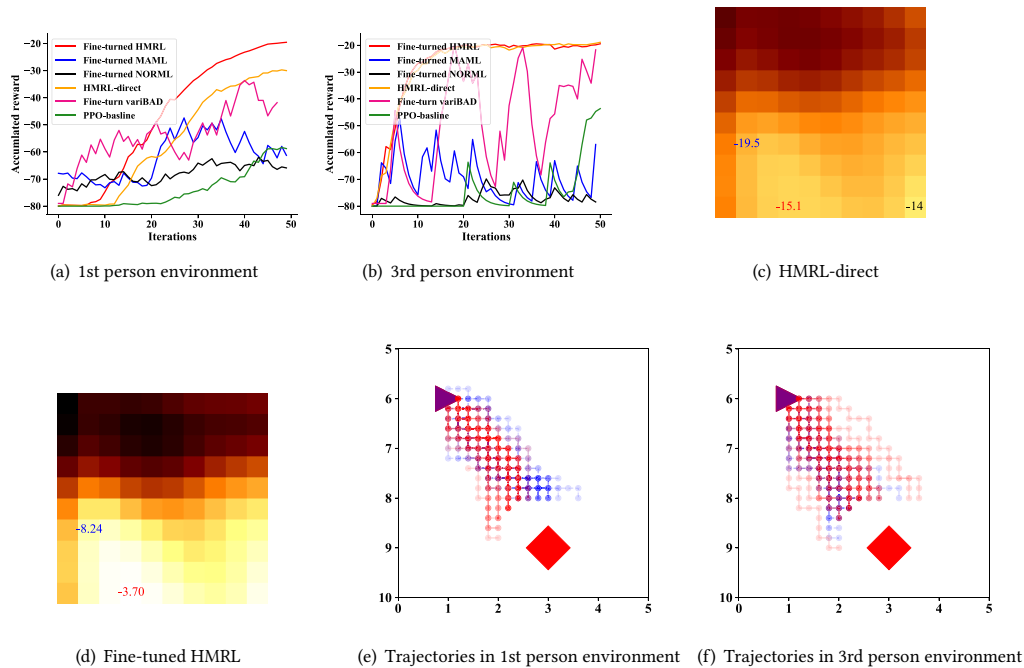 −20
−30
−40
−50
−60
−70
−80
Accumulated reward
Fine-turned HMRL
Fine-turned MAML
Fine-turned NORML
HMRL-direct
Fine-turn variBAD
PPO-basline
0 10 20 30 40 50
Iterations
(a) 1st person environment
−20
−30
−40
−50
−60
−70
−80
Accumulated reward
Fine-turned HMRL
Fine-turned MAML
Fine-turned NORML
HMRL-direct
Fine-turn variBAD
PPO-basline
0 10 20 30 40 50
Iterations
(b) 3rd person environment
-19.5
-15.1
-14
(c) HMRL-direct
-8.24
-3.70
(d) Fine-tuned HMRL
5
6
7
8
9
10
0 1 2 3 4 5
(e) Trajectories in 1st person environment
5
6
7
8
9
10
0 1 2 3 4 5
(f) Trajectories in 3rd person environment